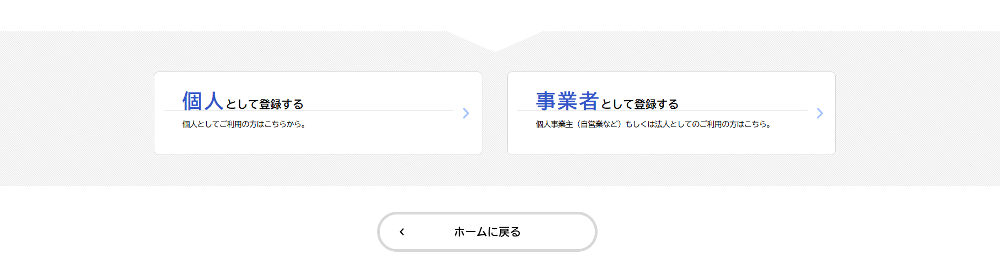 個人として登録する
個人としてご利用の方はこちらから。
事業者として登録する
個人事業主（自営業など）もしくは法人としてのご利用の方はこちら。
ホームに戻る